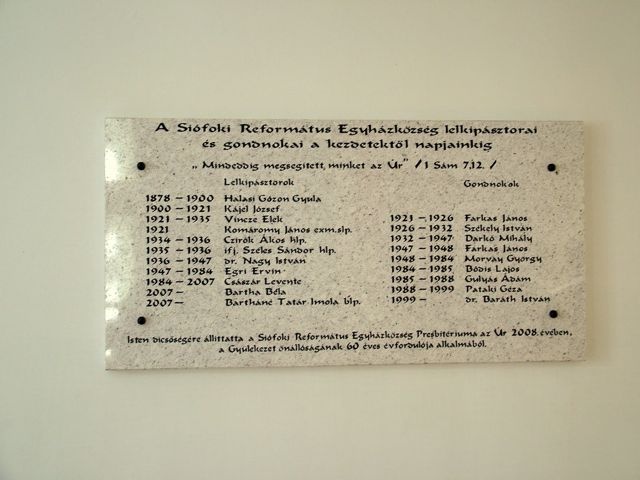 A Siófoki Református Egyházközség lelkipásztorai
és gondnokai a kezdetektől napjainkig
„Mindeddig megsegített, minket az Úr" /1 Sám 7,12. /
Lelkipásztorok
1878 – 1900 Halasi Gózon Gyula
1900 – 1921 Kájel József
1921 – 1935 Vincze Elek
1921 Komáromy János exm.slp.
1934 – 1936 Czirók Ákos hlp.
1935 – 1936 ifj. Széles Sándor hlp.
1936 – 1947 dr. Nagy István
1947 – 1984 Égri Ervin
1984 – 2007 Császár Levente
2007 – Bartha Béla
2007 – Bartháné Tatár Imola blp.
Gondnokok
1921 – 1926 Farkas János
1926 – 1932 Székely István
1932 – 1947 Darkó Mihály
1947 – 1948 Farkas János
1948 – 1984 Morvay György
1984 – 1985 Bódis Lajos
1985 – 1988 Gulyás Ádám
1988 – 1999 Pataki Géza
1999 – dr. Baráth István
Isten dicsőségére állíttatta a Siófoki Református Egyházközség Presbitériuma az Úr 2008. évében,
a Gyülekezet önállóságának 60 éves évfordulója alkalmából.